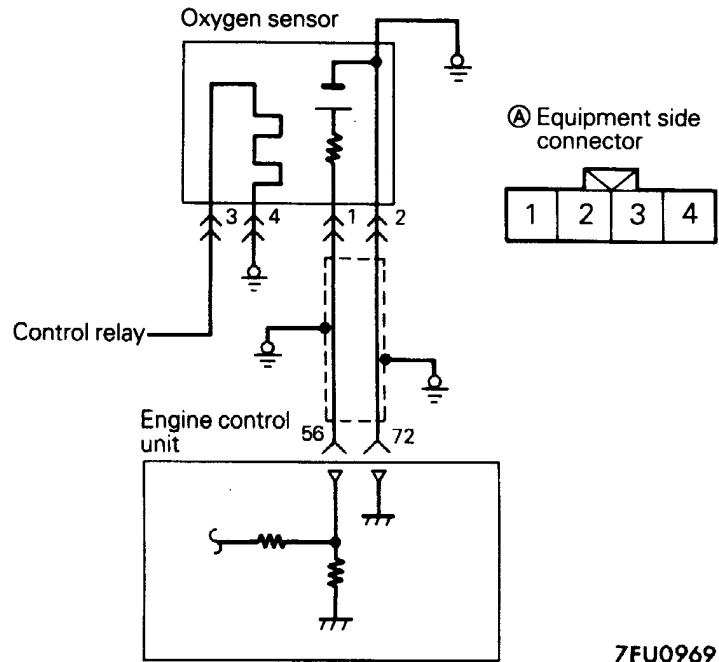 Oxygen sensor
Ⓐ Equipment side
connector
1 2 3 4
3 4 1 2
Control relay
Engine control
unit
56 72
7FU0969